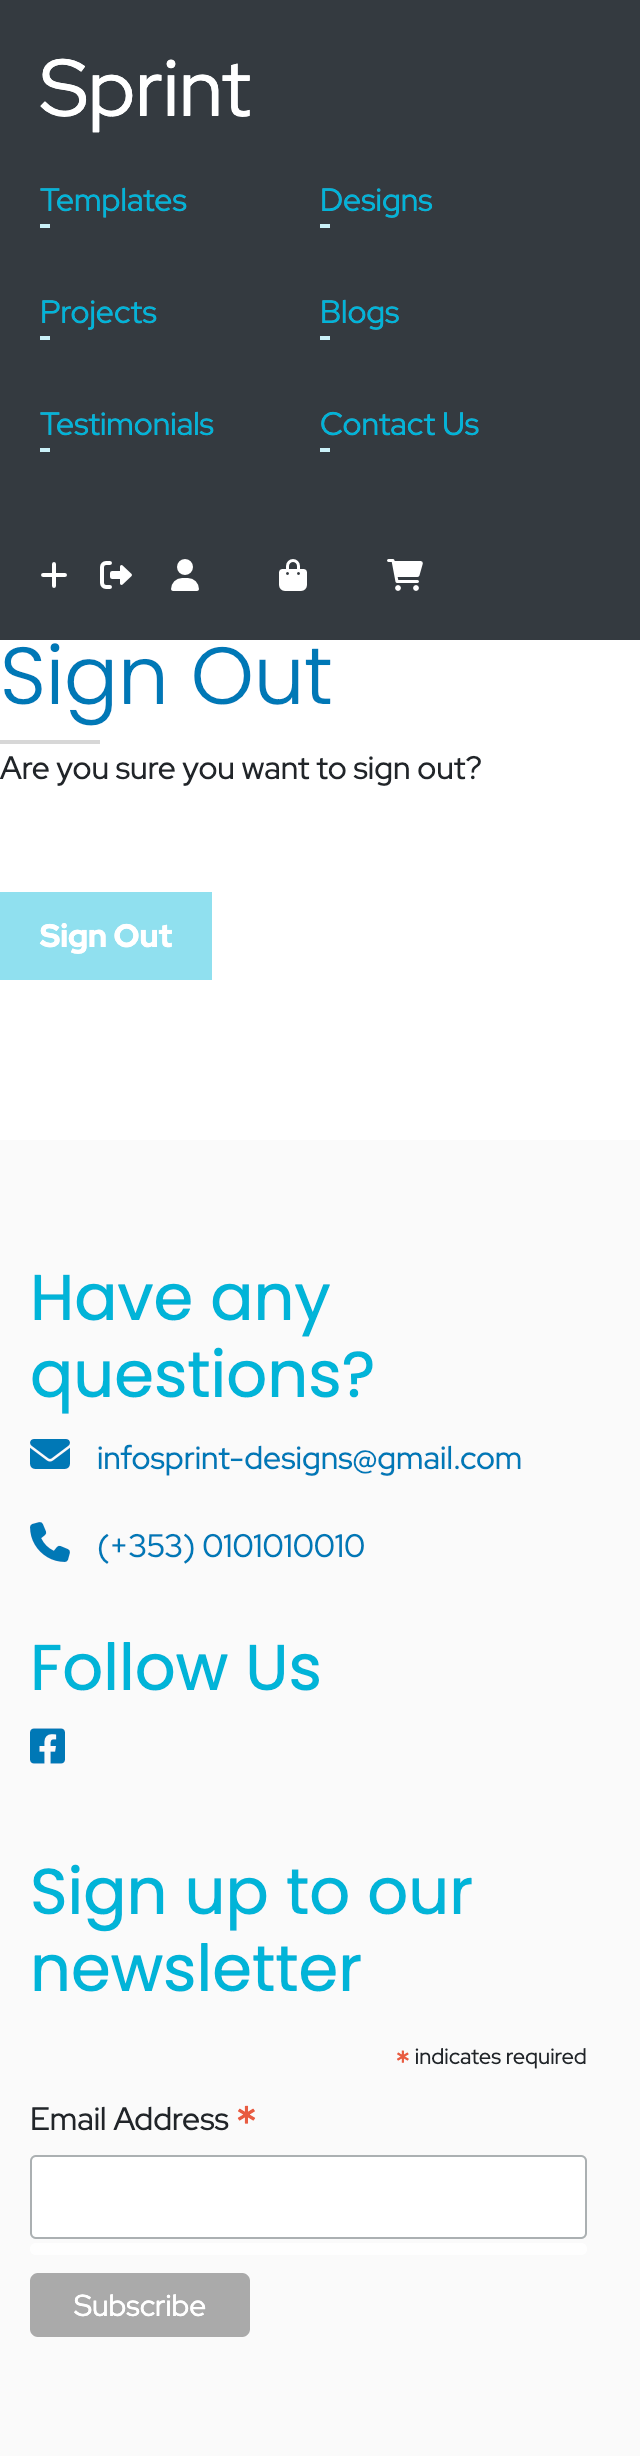 Sprint
Templates
Designs
Projects
Blogs
Testimonials
Contact Us
Sign Out
Are you sure you want to sign out?
Sign Out
Have any
questions?
infosprint-designs@gmail.com
(+353) 0101010010
Follow Us
Sign up to our
newsletter
* indicates required
Email Address *
Subscribe